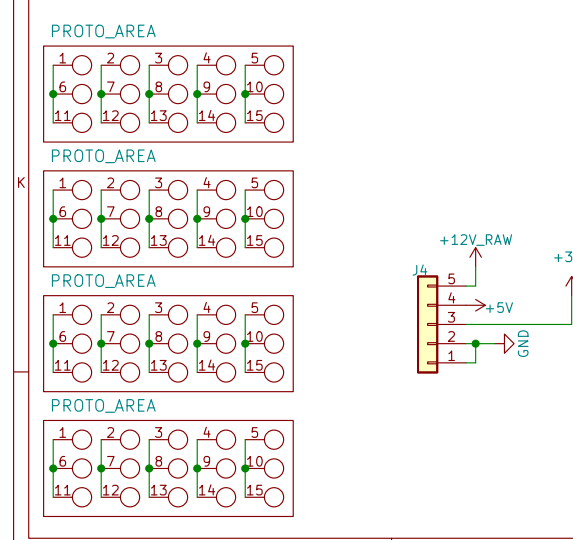 PROTO_AREA
1 2 3 4 5
6 7 8 9 10
11 12 13 14 15
PROTO_AREA
1 2 3 4 5
6 7 8 9 10
11 12 13 14 15
K
PROTO_AREA
1 2 3 4 5
6 7 8 9 10
11 12 13 14 15
PROTO_AREA
1 2 3 4 5
6 7 8 9 10
11 12 13 14 15
+12V_RAW
+3
J4
5
4
+5V
3
2
GND
1